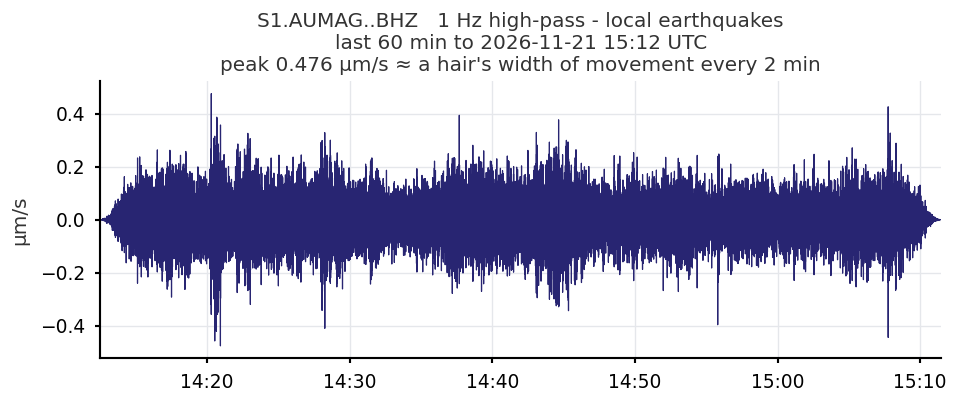 S1.AUMAG..BHZ   1 Hz high-pass - local earthquakes
last 60 min to 2026-11-21 15:12 UTC
peak 0.476 µm/s ≈ a hair's width of movement every 2 min
µm/s
0.4
0.2
0.0
−0.2
−0.4
14:20 14:30 14:40 14:50 15:00 15:10